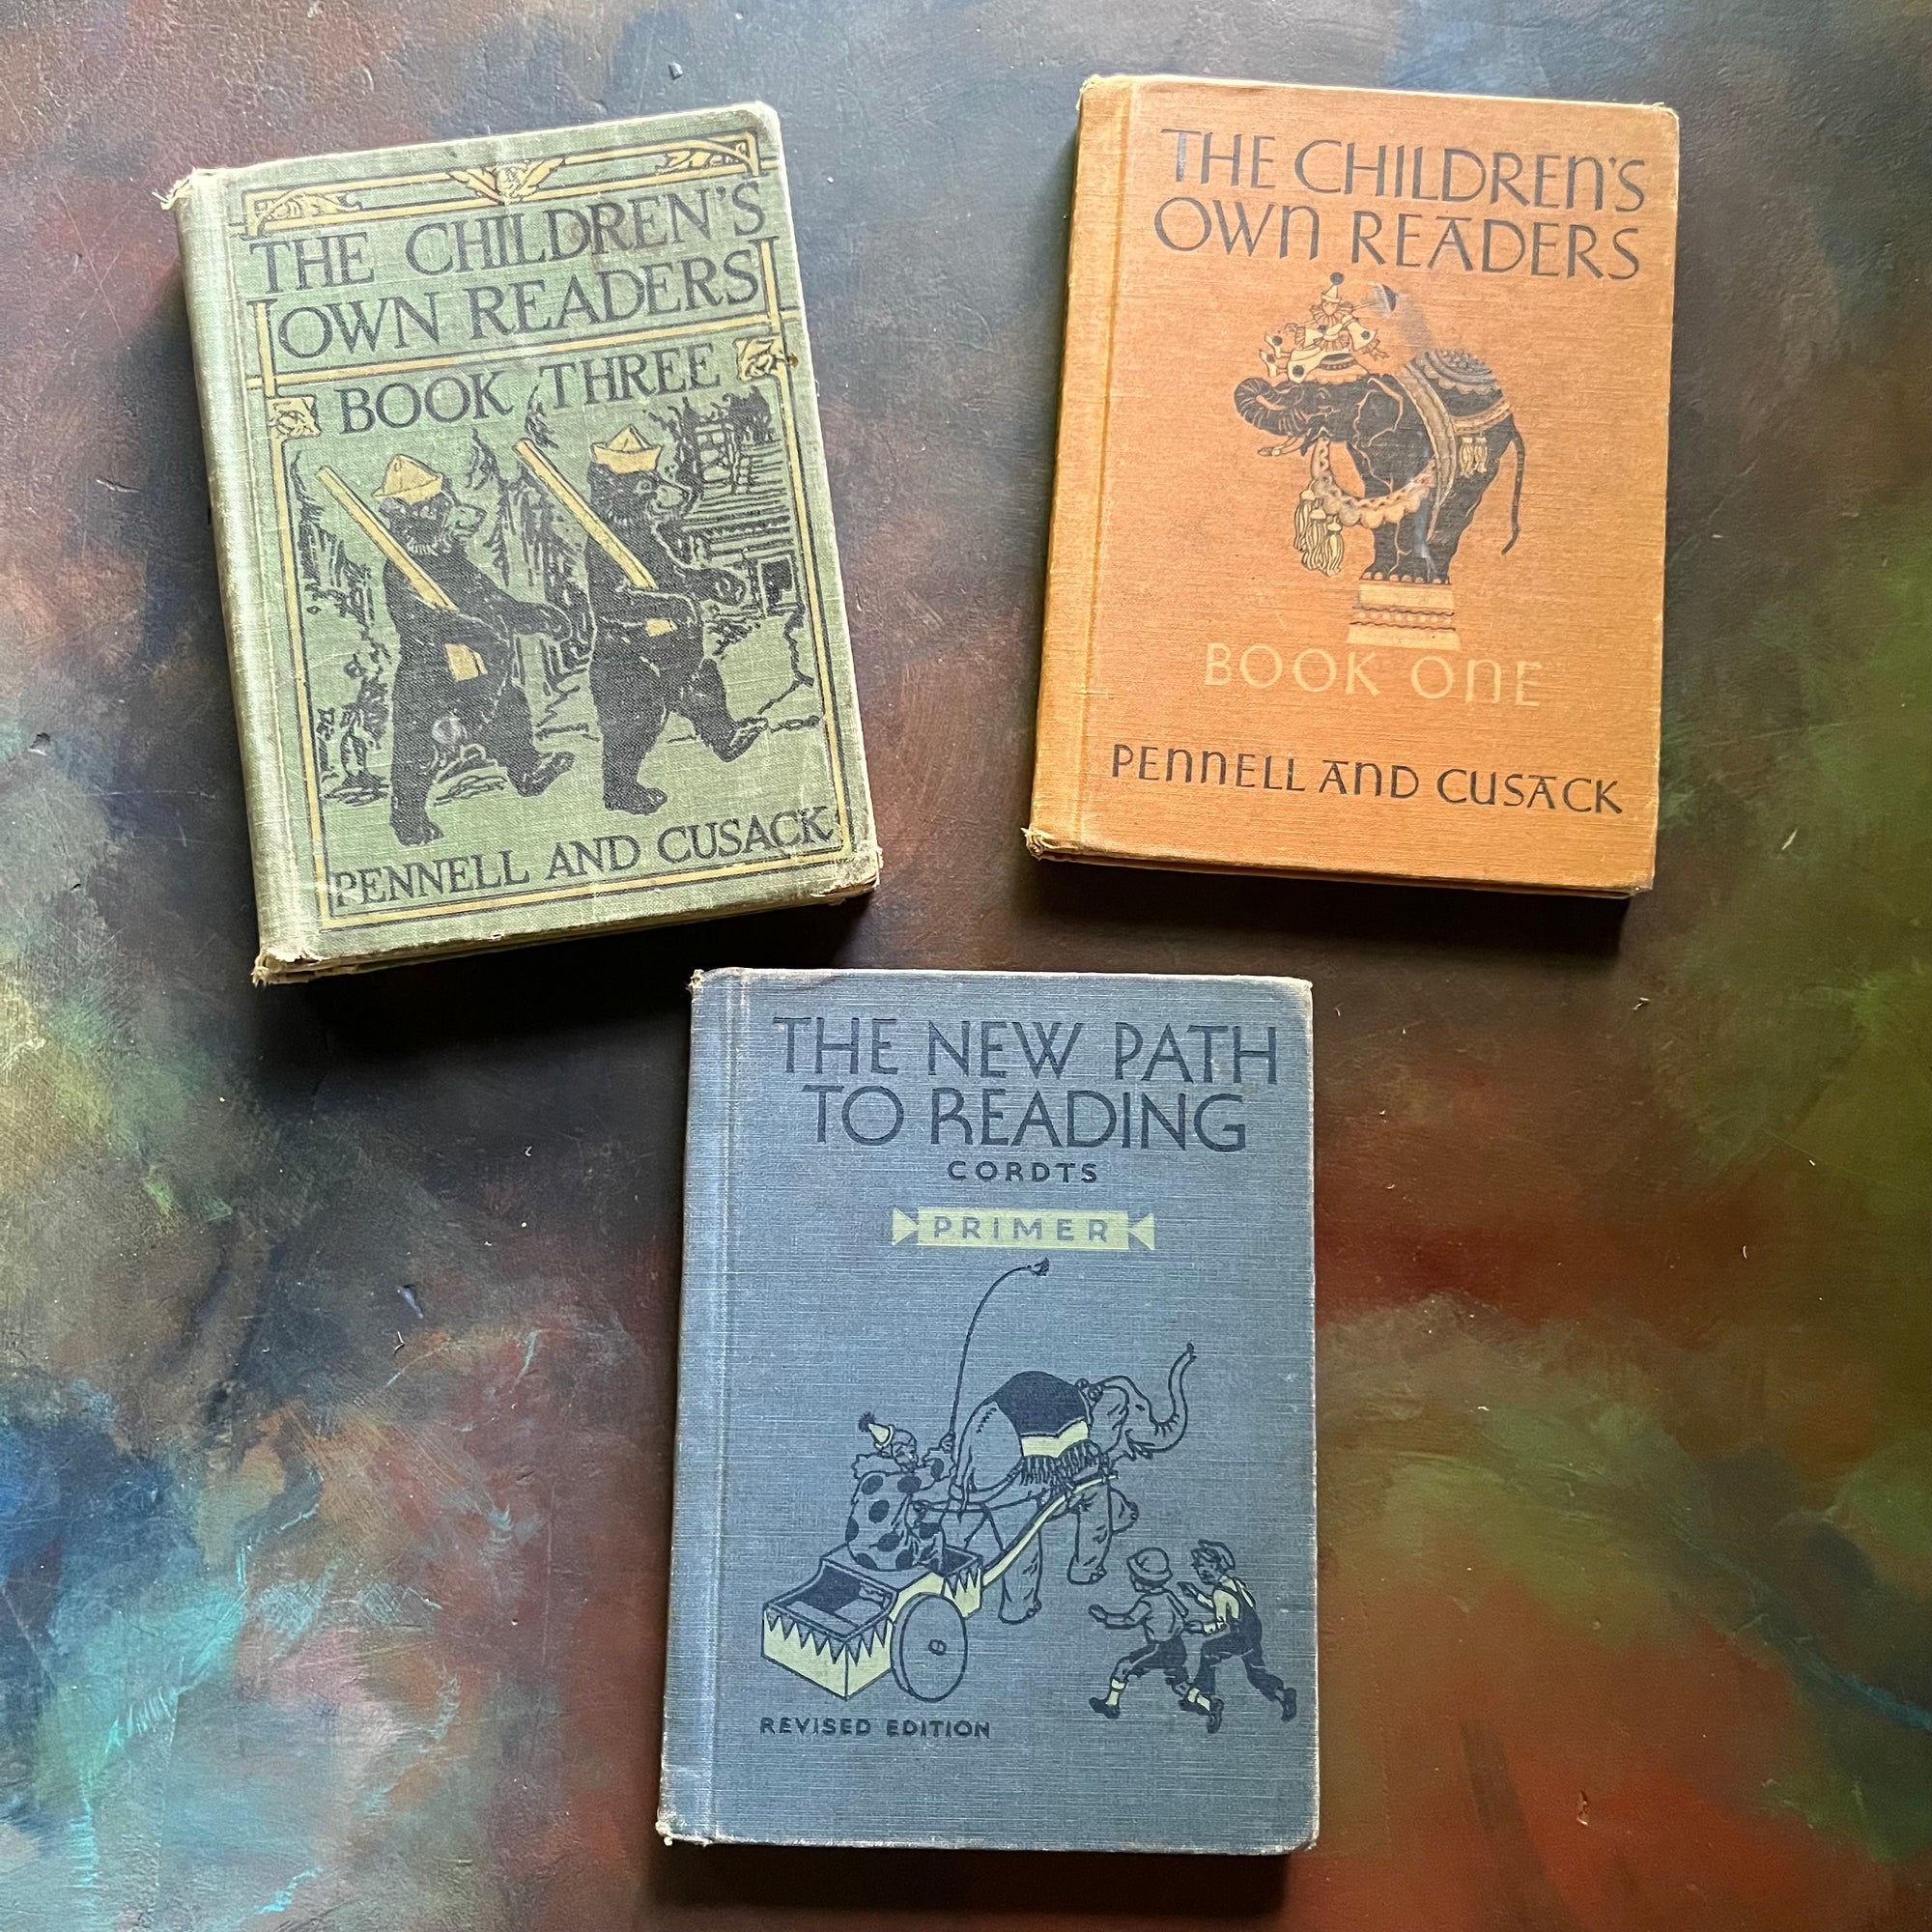 THE CHILDREN'S
OWN READERS
BOOK THREE
PENNELL AND CUSACK
THE CHILDREN'S
OWN READERS
BOOK ONE
PENNELL AND CUSACK
THE NEW PATH
TO READING
CORDTS
PRIMER
REVISED EDITION